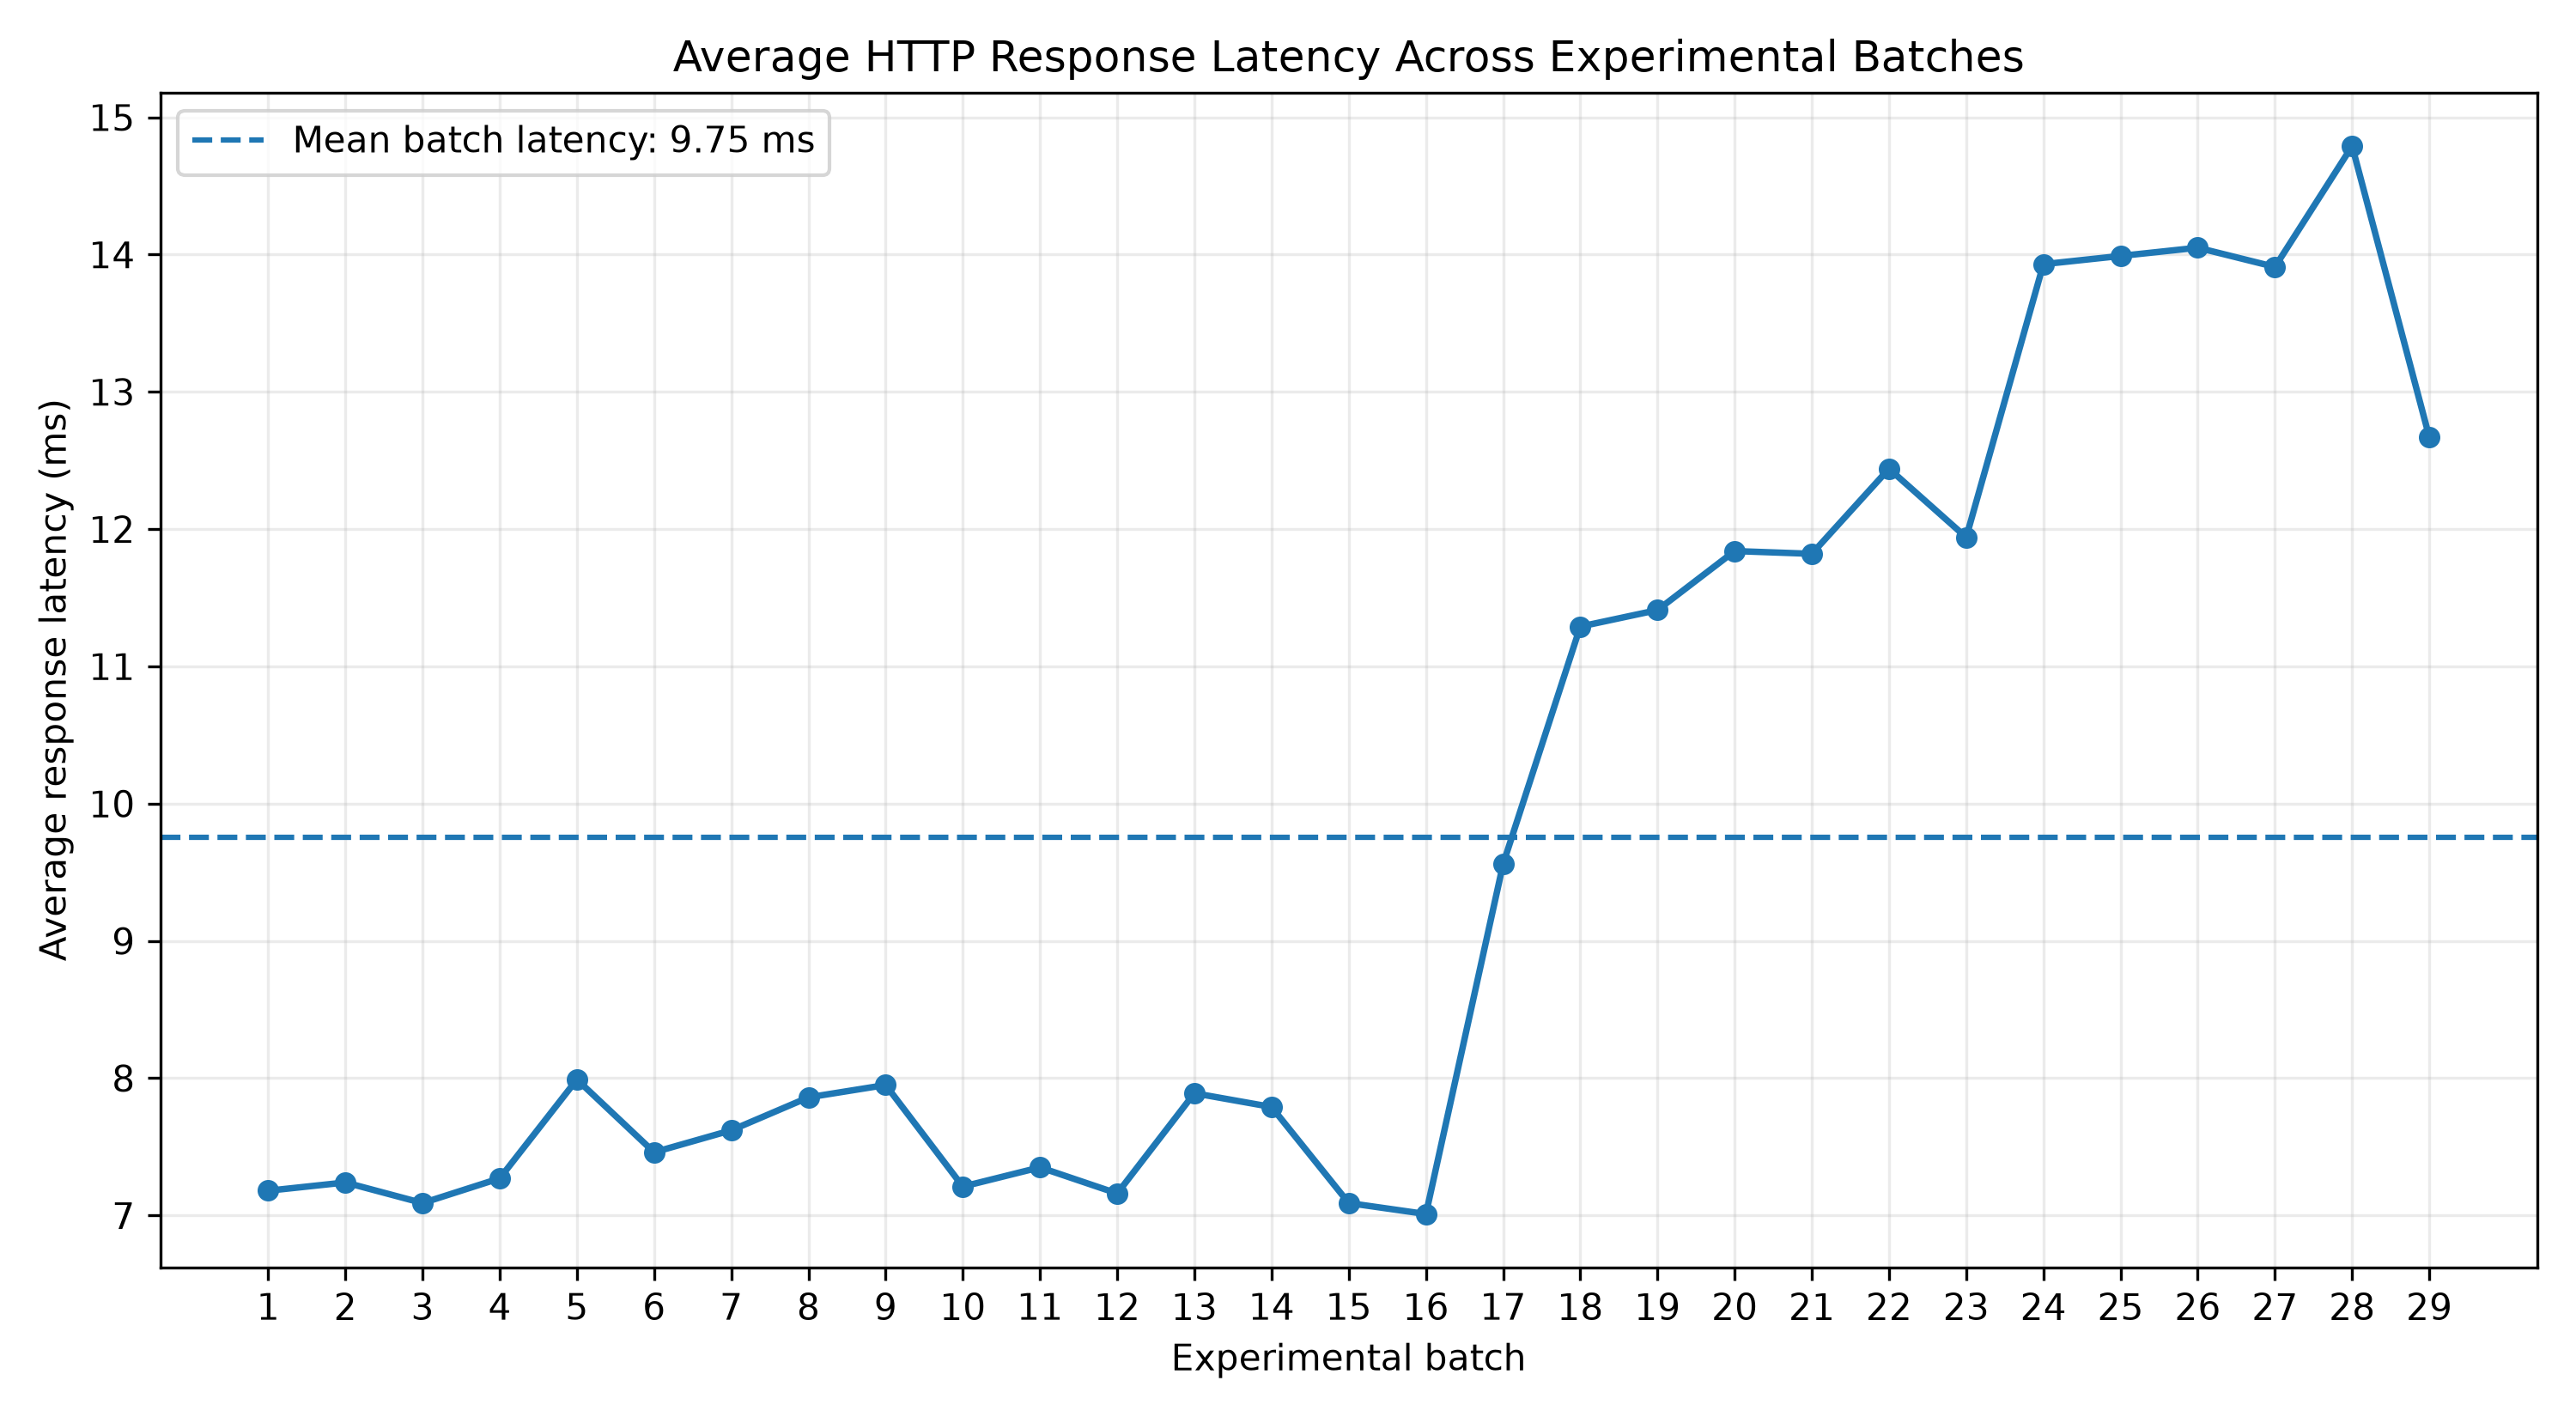 Average HTTP Response Latency Across Experimental Batches
Mean batch latency: 9.75 ms
Average response latency (ms)
15
14
13
12
11
10
9
8
7
1 2 3 4 5 6 7 8 9 10 11 12 13 14 15 16 17 18 19 20 21 22 23 24 25 26 27 28 29
Experimental batch